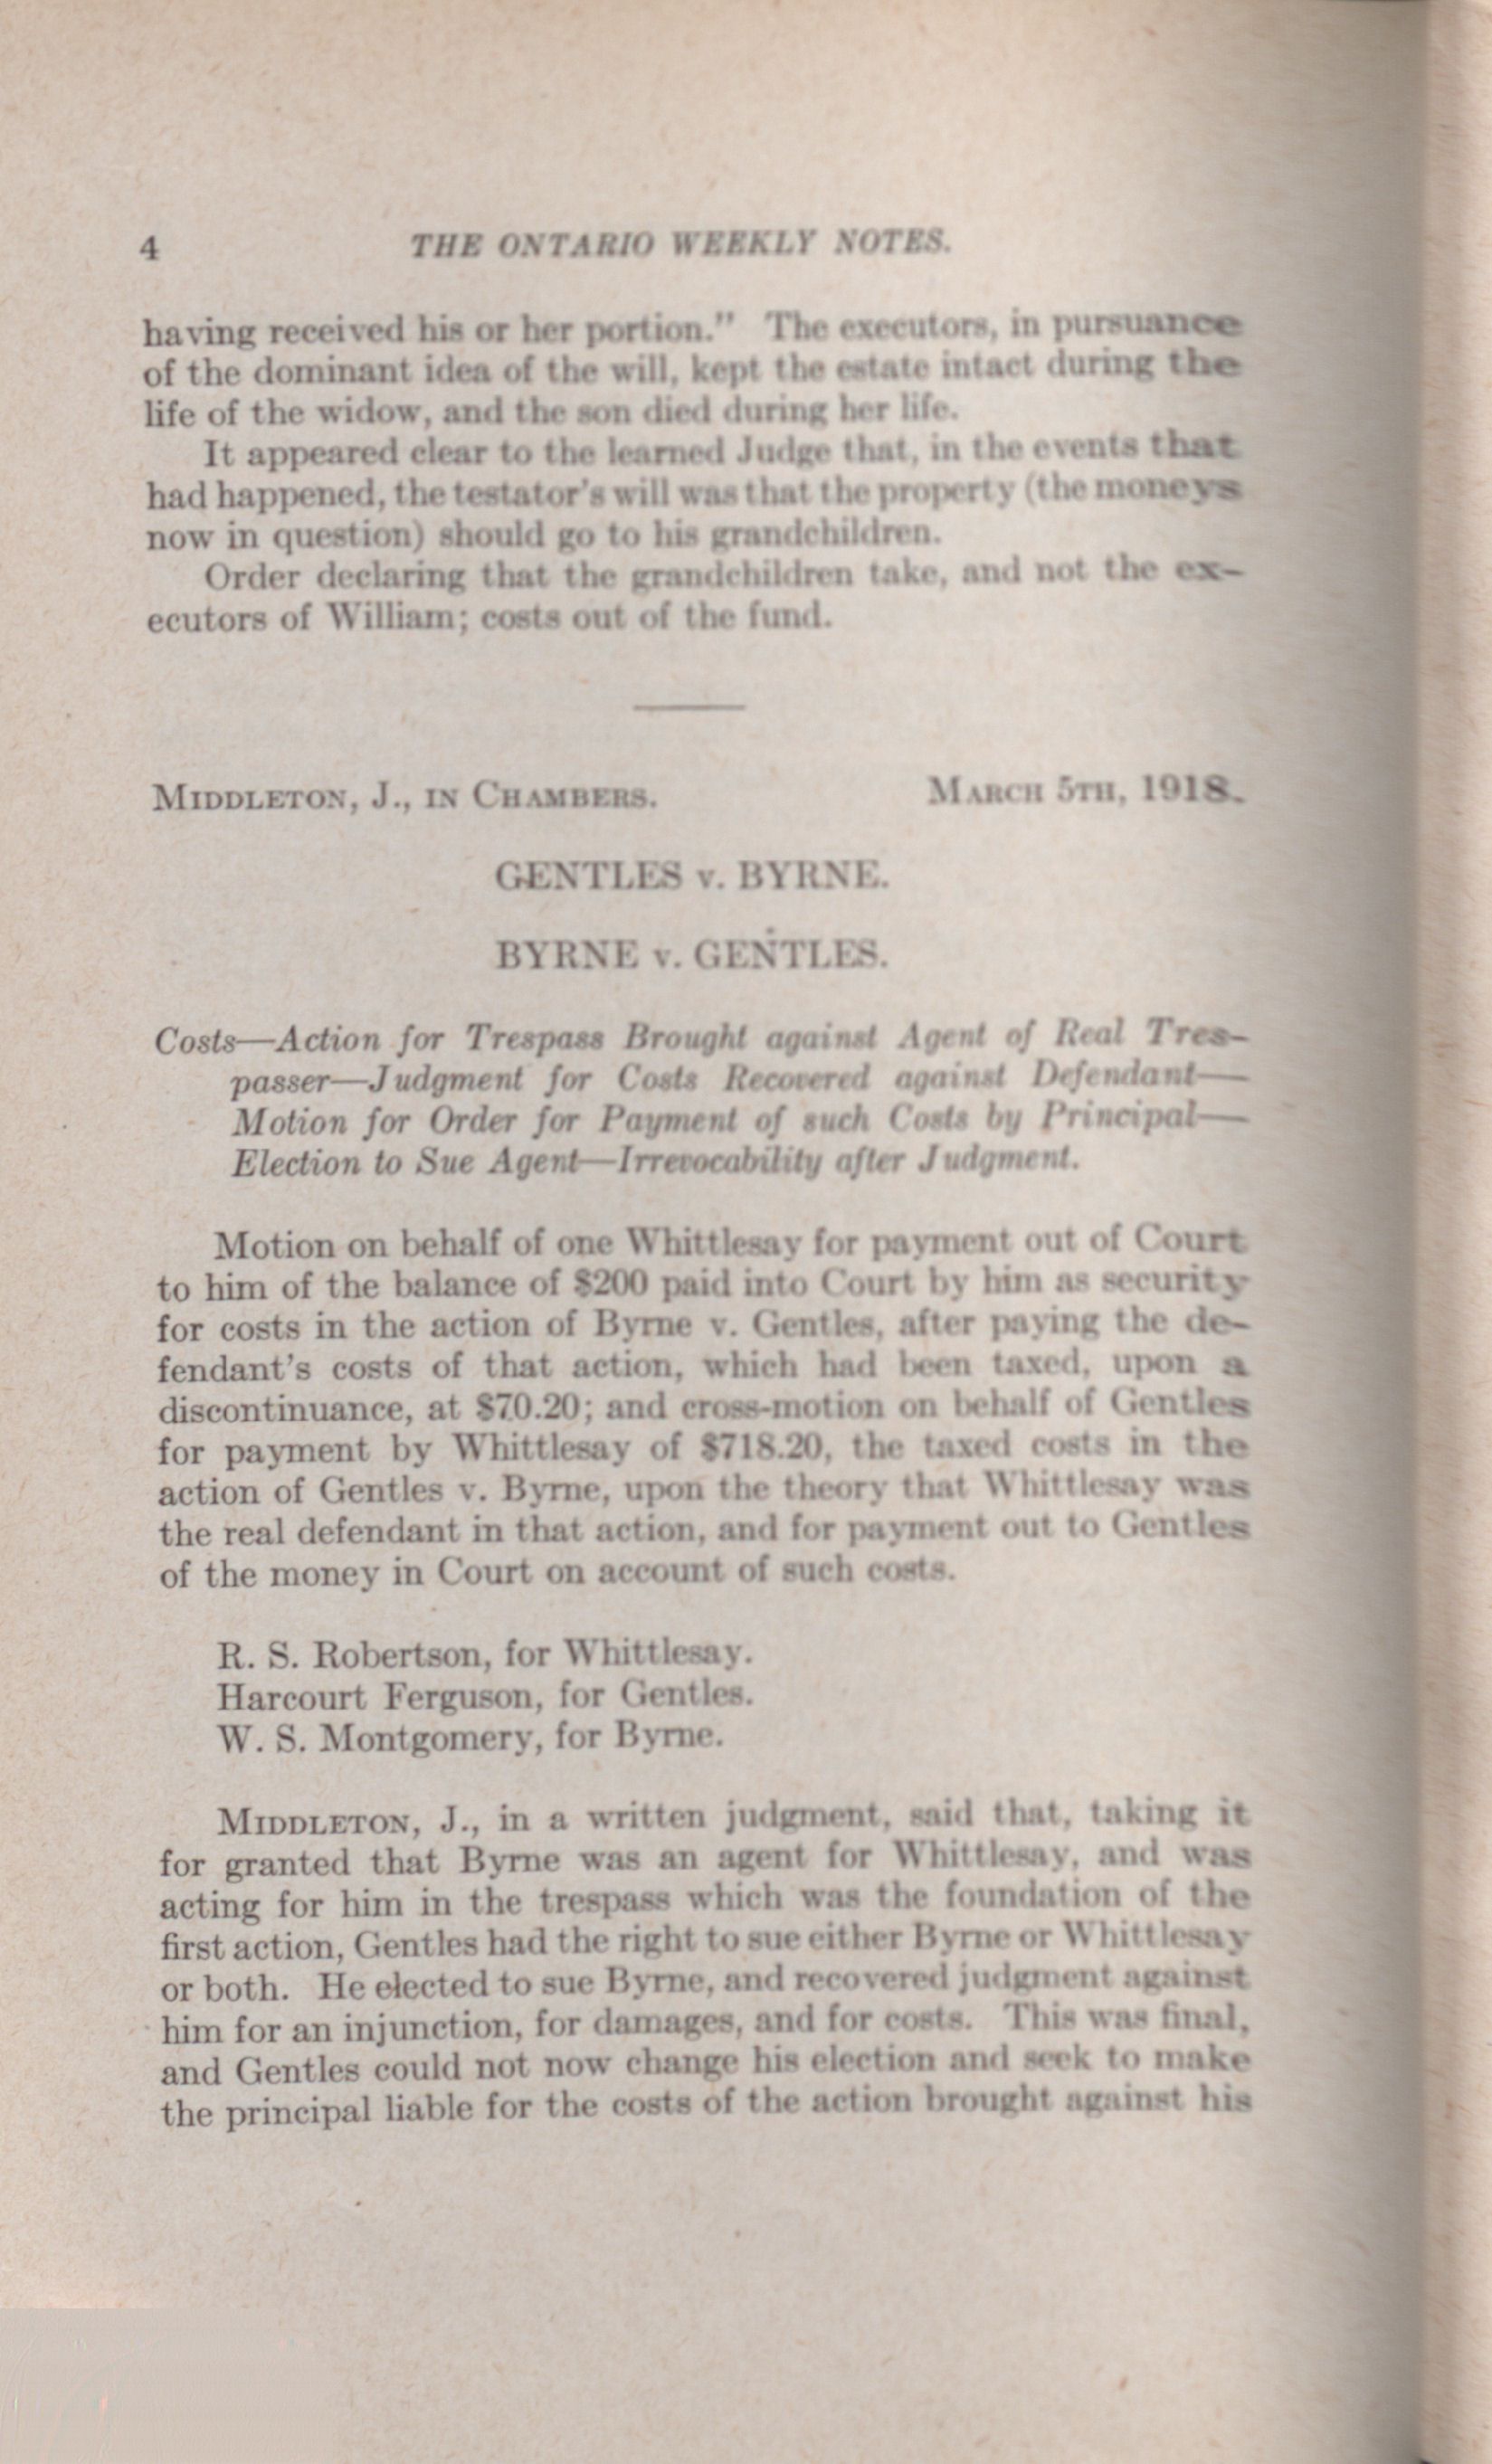 4 THE ONTARIO WEEKLY NOTES.
having received his or her portion." The executors, in pursuance
of the dominant idea of the will, kept the estate intact during the
life of the widow, and the son died during her life.
It appeared clear to the learned Judge that, in the events that
had happened, the testator's will was that the property (the moneys
now in question) should go to his grandchildren.
Order declaring that the grandchildren take, and not the ex-
ecutors of William; costs out of the fund.
MIDDLETON, J., IN CHAMBERS. MARCH 5TH, 1918.
GENTLES v. BYRNE.
BYRNE v. GENTLES.
Costs—Action for Trespass Brought against Agent of Real Tres-
passer—Judgment for Costs Recovered against Defendant—
Motion for Order for Payment of such Costs by Principal—
Election to Sue Agent—Irrevocability after Judgment.
Motion on behalf of one Whittlesay for payment out of Court
to him of the balance of $200 paid into Court by him as security
for costs in the action of Byrne v. Gentles, after paying the de-
fendant's costs of that action, which had been taxed, upon a
discontinuance, at $70.20; and cross-motion on behalf of Gentles
for payment by Whittlesay of $718.20, the taxed costs in the
action of Gentles v. Byrne, upon the theory that Whittlesay was
the real defendant in that action, and for payment out to Gentles
of the money in Court on account of such costs.
R. S. Robertson, for Whittlesay.
Harcourt Ferguson, for Gentles.
W. S. Montgomery, for Byrne.
MIDDLETON, J., in a written judgment, said that, taking it
for granted that Byrne was an agent for Whittlesay, and was
acting for him in the trespass which was the foundation of the
first action, Gentles had the right to sue either Byrne or Whittlesay
or both. He elected to sue Byrne, and recovered judgment against
him for an injunction, for damages, and for costs. This was final,
and Gentles could not now change his election and seek to make
the principal liable for the costs of the action brought against his